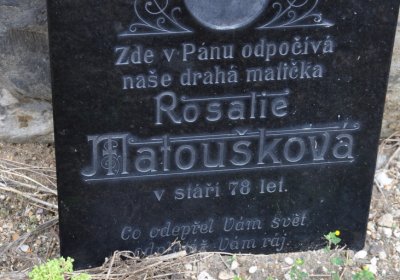 Zde v Pánu odpočívá
naše drahá matička
Rosalie
Matoušková
v stáří 78 let.
Co odepřel Vám svět
Vám ráj.